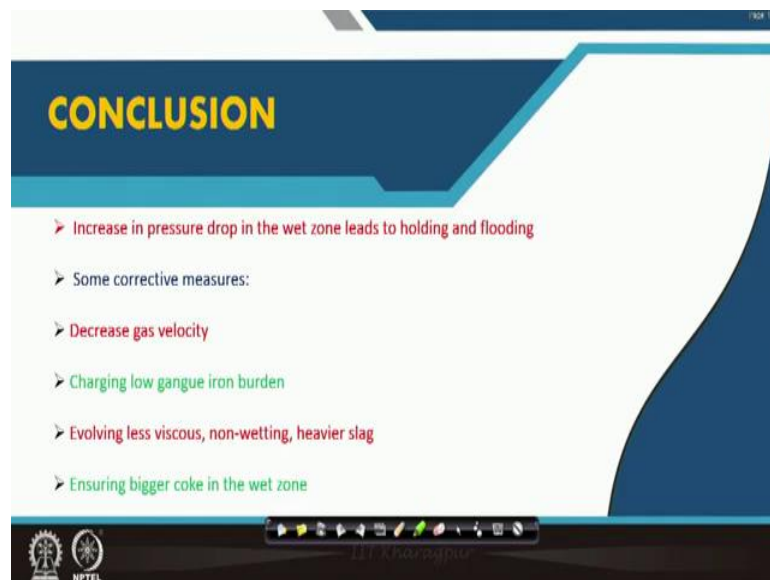 CONCLUSION
Increase in pressure drop in the wet zone leads to holding and flooding
Some corrective measures:
Decrease gas velocity
Charging low gangue iron burden
Evolving less viscous, non-wetting, heavier slag
Ensuring bigger coke in the wet zone
IIT Kharagpur
NPTEL